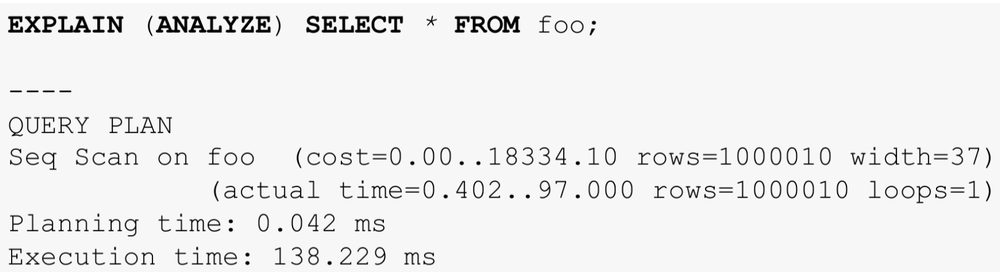 EXPLAIN (ANALYZE) SELECT * FROM foo;
----
QUERY PLAN
Seq Scan on foo  (cost=0.00..18334.10 rows=1000010 width=37)
(actual time=0.402..97.000 rows=1000010 loops=1)
Planning time: 0.042 ms
Execution time: 138.229 ms